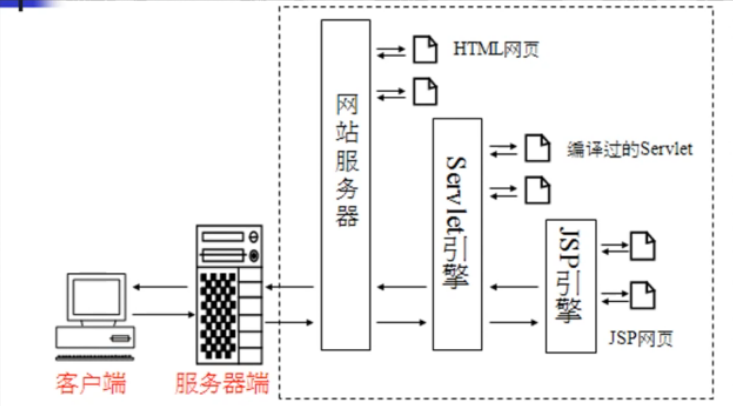 HTML网页
网站服务器
编译过的Servlet
Servlet引擎
JSP引擎
JSP网页
客户端
服务器端